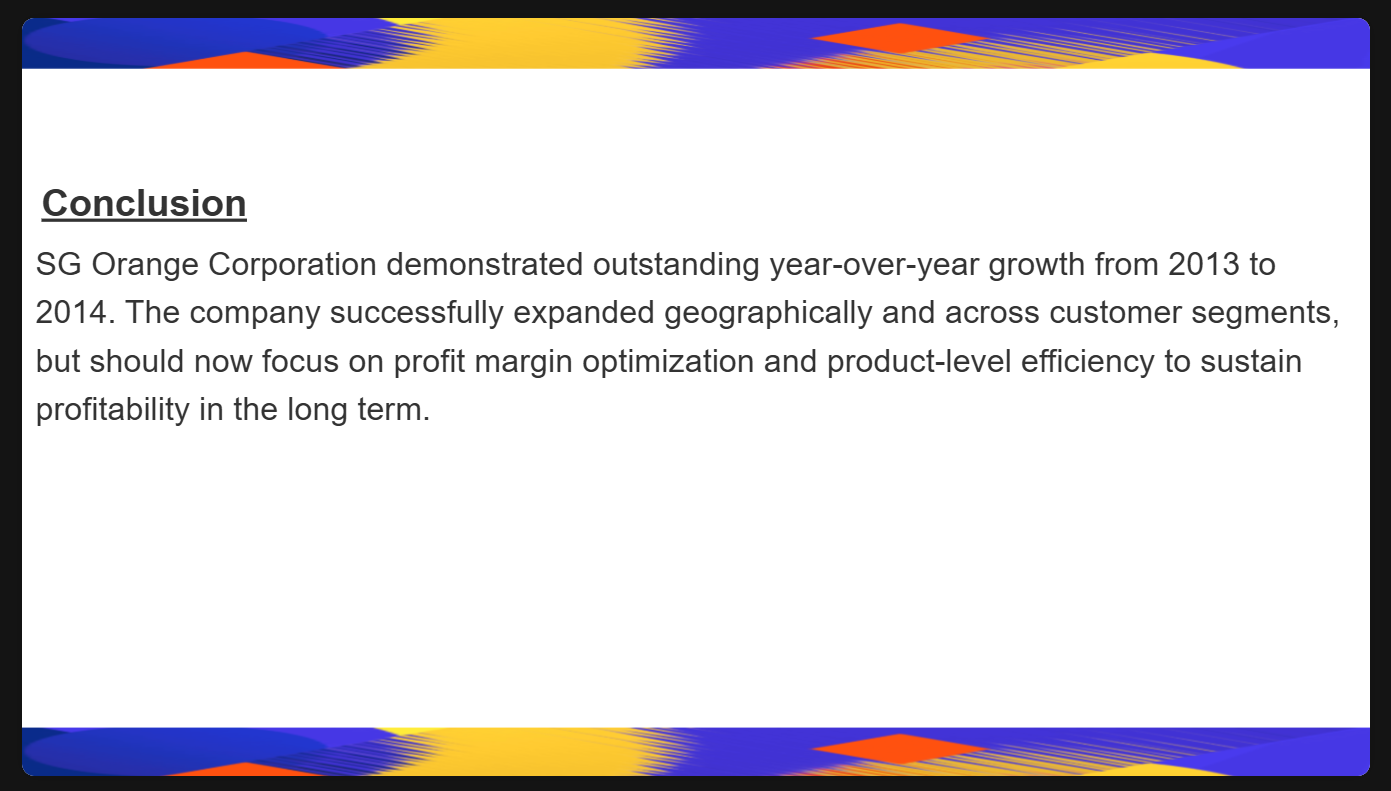 Conclusion
SG Orange Corporation demonstrated outstanding year-over-year growth from 2013 to
2014. The company successfully expanded geographically and across customer segments,
but should now focus on profit margin optimization and product-level efficiency to sustain
profitability in the long term.